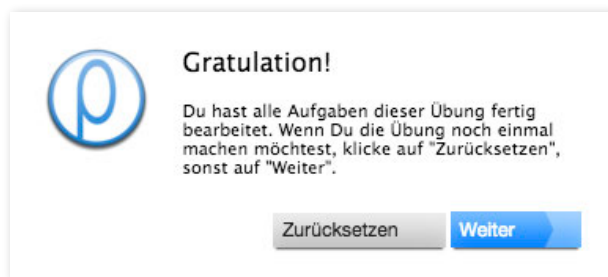 Gratulation!
Du hast alle Aufgaben dieser Übung fertig
bearbeitet. Wenn Du die Übung noch einmal
machen möchtest, klicke auf "Zurücksetzen",
sonst auf "Weiter".
Zurücksetzen
Weiter